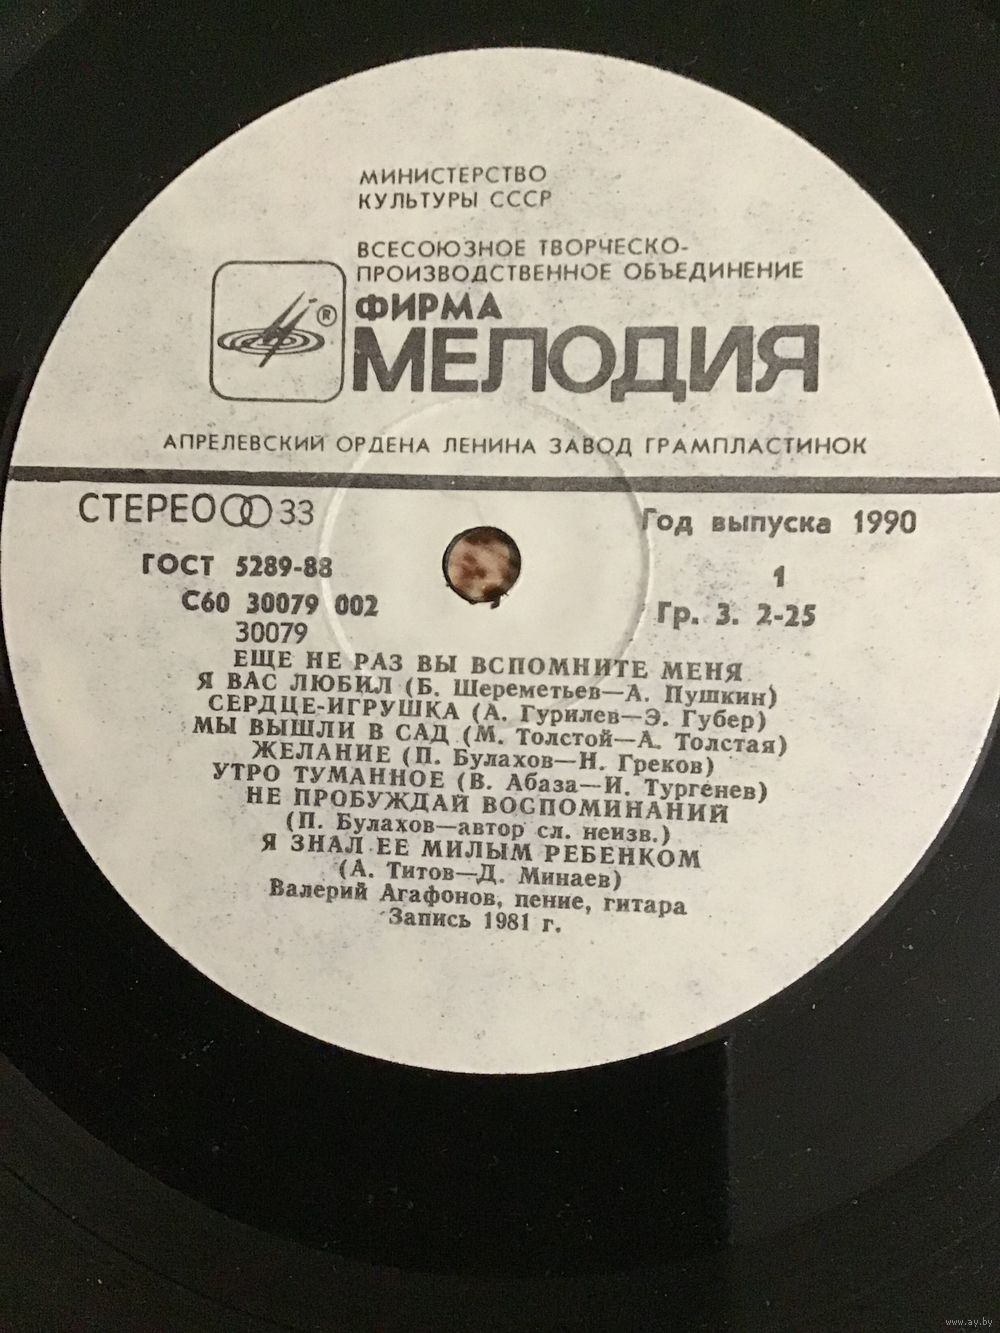 МИНИСТЕРСТВО
КУЛЬТУРЫ СССР
ВСЕСОЮЗНОЕ ТВОРЧЕСКО-
ПРОИЗВОДСТВЕННОЕ ОБЪЕДИНЕНИЕ
ФИРМА
®
МЕЛОДИЯ
АПРЕЛЕВСКИЙ ОРДЕНА ЛЕНИНА ЗАВОД ГРАМПЛАСТИНОК
СТЕРЕО 33
Год выпуска 1990
ГОСТ 5289-88
1
С60 30079 002
Гр. 3. 2-25
30079
ЕЩЕ НЕ РАЗ ВЫ ВСПОМНИТЕ МЕНЯ
Я ВАС ЛЮБИЛ (Б. Шереметьев—А. Пушкин)
СЕРДЦЕ-ИГРУШКА (А. Гурилев—Э. Губер)
МЫ ВЫШЛИ В САД (М. Толстой—А. Толстая)
ЖЕЛАНИЕ (П. Булахов—Н. Греков)
УТРО ТУМАННОЕ (В. Абаза—И. Тургенев)
НЕ ПРОБУЖДАЙ ВОСПОМИНАНИЙ
(П. Булахов—автор сл. неизв.)
Я ЗНАЛ ЕЕ МИЛЫМ РЕБЕНКОМ
(А. Титов—Д. Минаев)
Валерий Агафонов, пение, гитара
Запись 1981 г.
www.ay.by